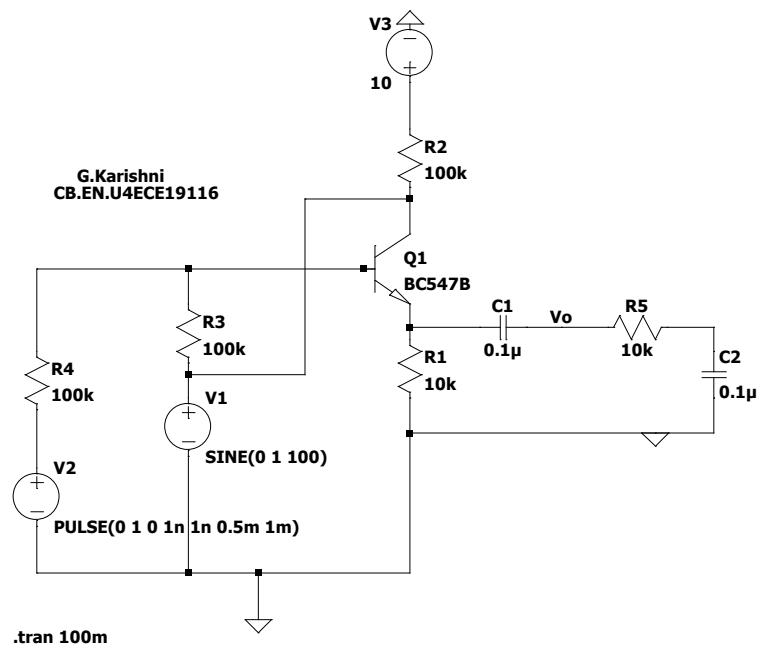 V3
10
R2
100k
G.Karishni
CB.EN.U4ECE19116
Q1
BC547B
C1
0.1µ
Vo
R5
10k
C2
0.1µ
R3
100k
R1
10k
R4
100k
V1
SINE(0 1 100)
V2
PULSE(0 1 0 1n 1n 0.5m 1m)
.tran 100m